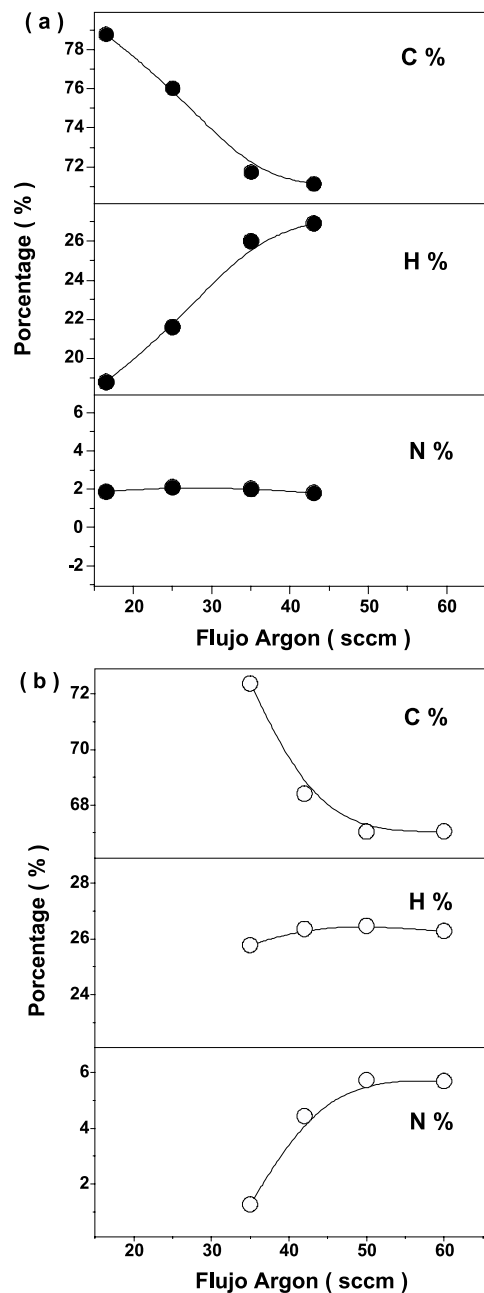 ( a )
78
C %
76
74
72
Porcentage ( % )
26
H %
24
22
20
6
N %
4
2
0
-2
20 30 40 50 60
Flujo Argon ( sccm )
( b )
72
C %
70
68
Porcentage ( % )
28
H %
26
24
6
N %
4
2
20 30 40 50 60
Flujo Argon ( sccm )